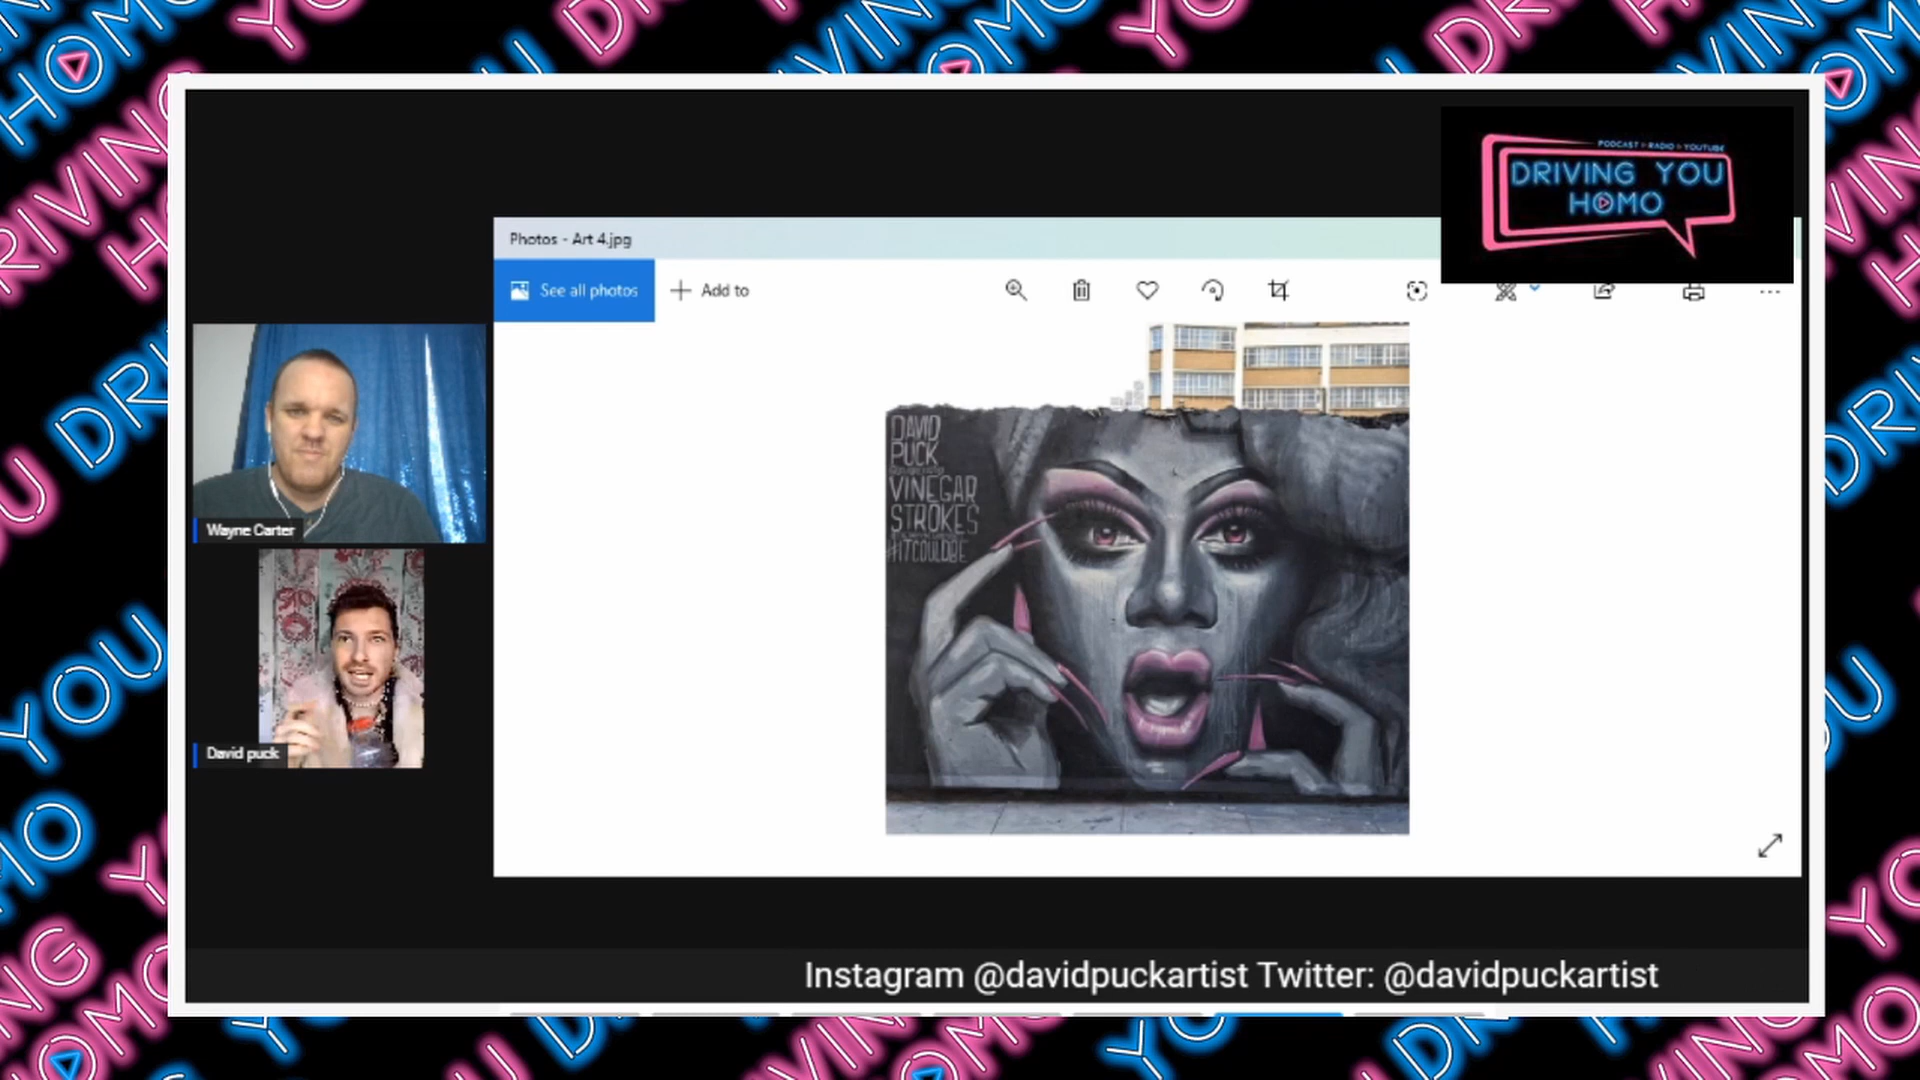 PODCAST RADIO YOUTUBE
DRIVING YOU
HOMO
Photos - Art 4.jpg
See all photos
Add to
DAVID
PUCK
VINEGAR
STROKES
#ITCOULDBE
Wayne Carter
David puck
Instagram @davidpuckartist Twitter: @davidpuckartist